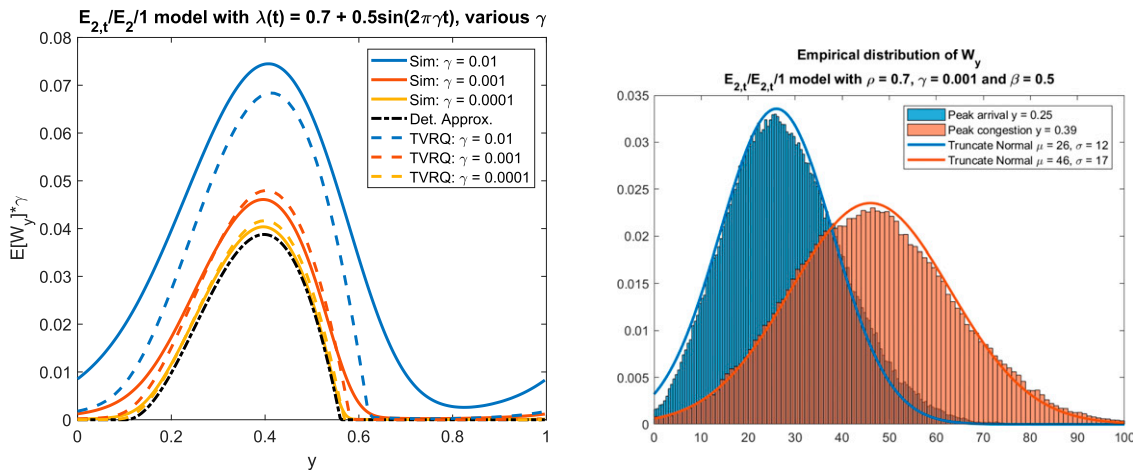 E2,t/E2/1 model with λ(t) = 0.7 + 0.5sin(2πγt), various γ
0.08
0.07
0.06
0.05
0.04
0.03
0.02
0.01
0
E[Wy]*γ
Sim: γ = 0.01
Sim: γ = 0.001
Sim: γ = 0.0001
Det. Approx.
TVRQ: γ = 0.01
TVRQ: γ = 0.001
TVRQ: γ = 0.0001
0 0.2 0.4 0.6 0.8 1
y
Empirical distribution of Wy
E2,t/E2,t/1 model with ρ = 0.7, γ = 0.001 and β = 0.5
0.035
0.03
0.025
0.02
0.015
0.01
0.005
0
Peak arrival y = 0.25
Peak congestion y = 0.39
Truncate Normal μ = 26, σ = 12
Truncate Normal μ = 46, σ = 17
0 10 20 30 40 50 60 70 80 90 100